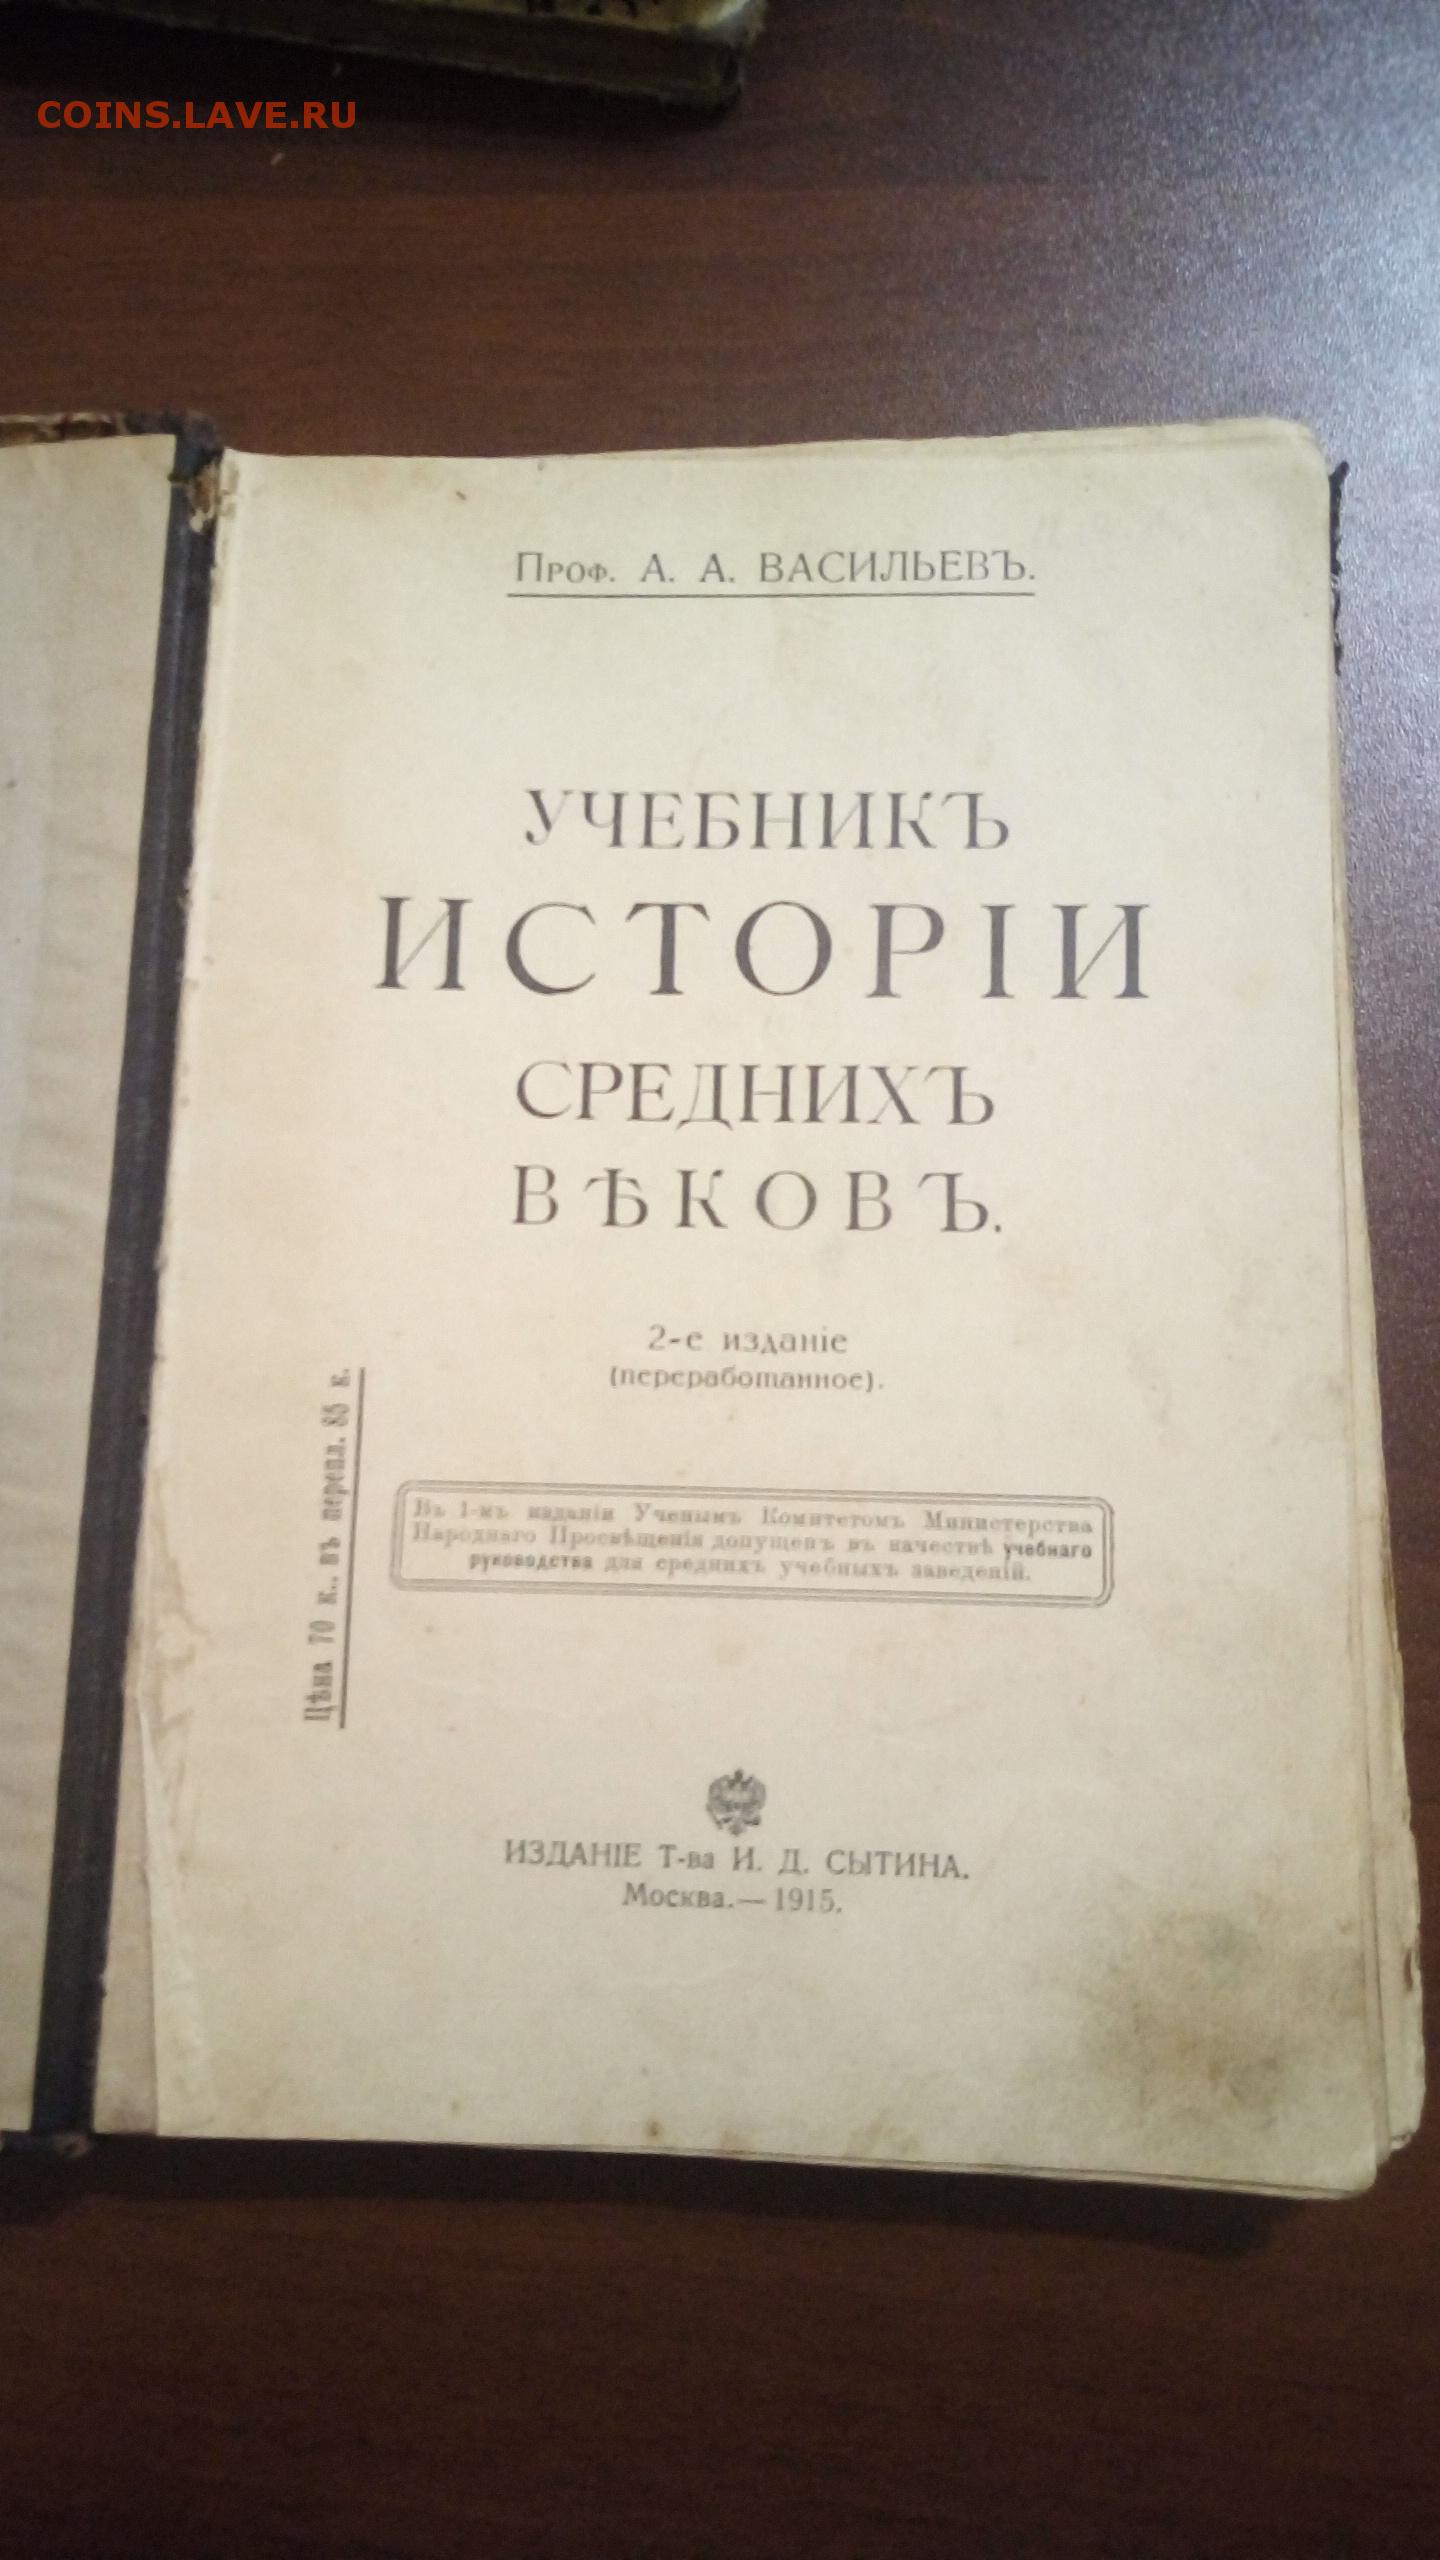 COINS.LAVE.RU
Проф. А. А. ВАСИЛЬЕВЪ.
УЧЕБНИКЪ
ИСТОРІИ
СРЕДНИХЪ
ВѢКОВЪ.
2-е изданіе
(переработанное).
Цѣна 70 к., въ перепл. 85 к.
Въ 1-мъ изданіи Ученымъ Комитетомъ Министерства
Народнаго Просвѣщенія допущенъ въ качествѣ учебнаго
руководства для среднихъ учебныхъ заведеній.
ИЗДАНІЕ Т-ва И. Д. СЫТИНА.
Москва.— 1915.